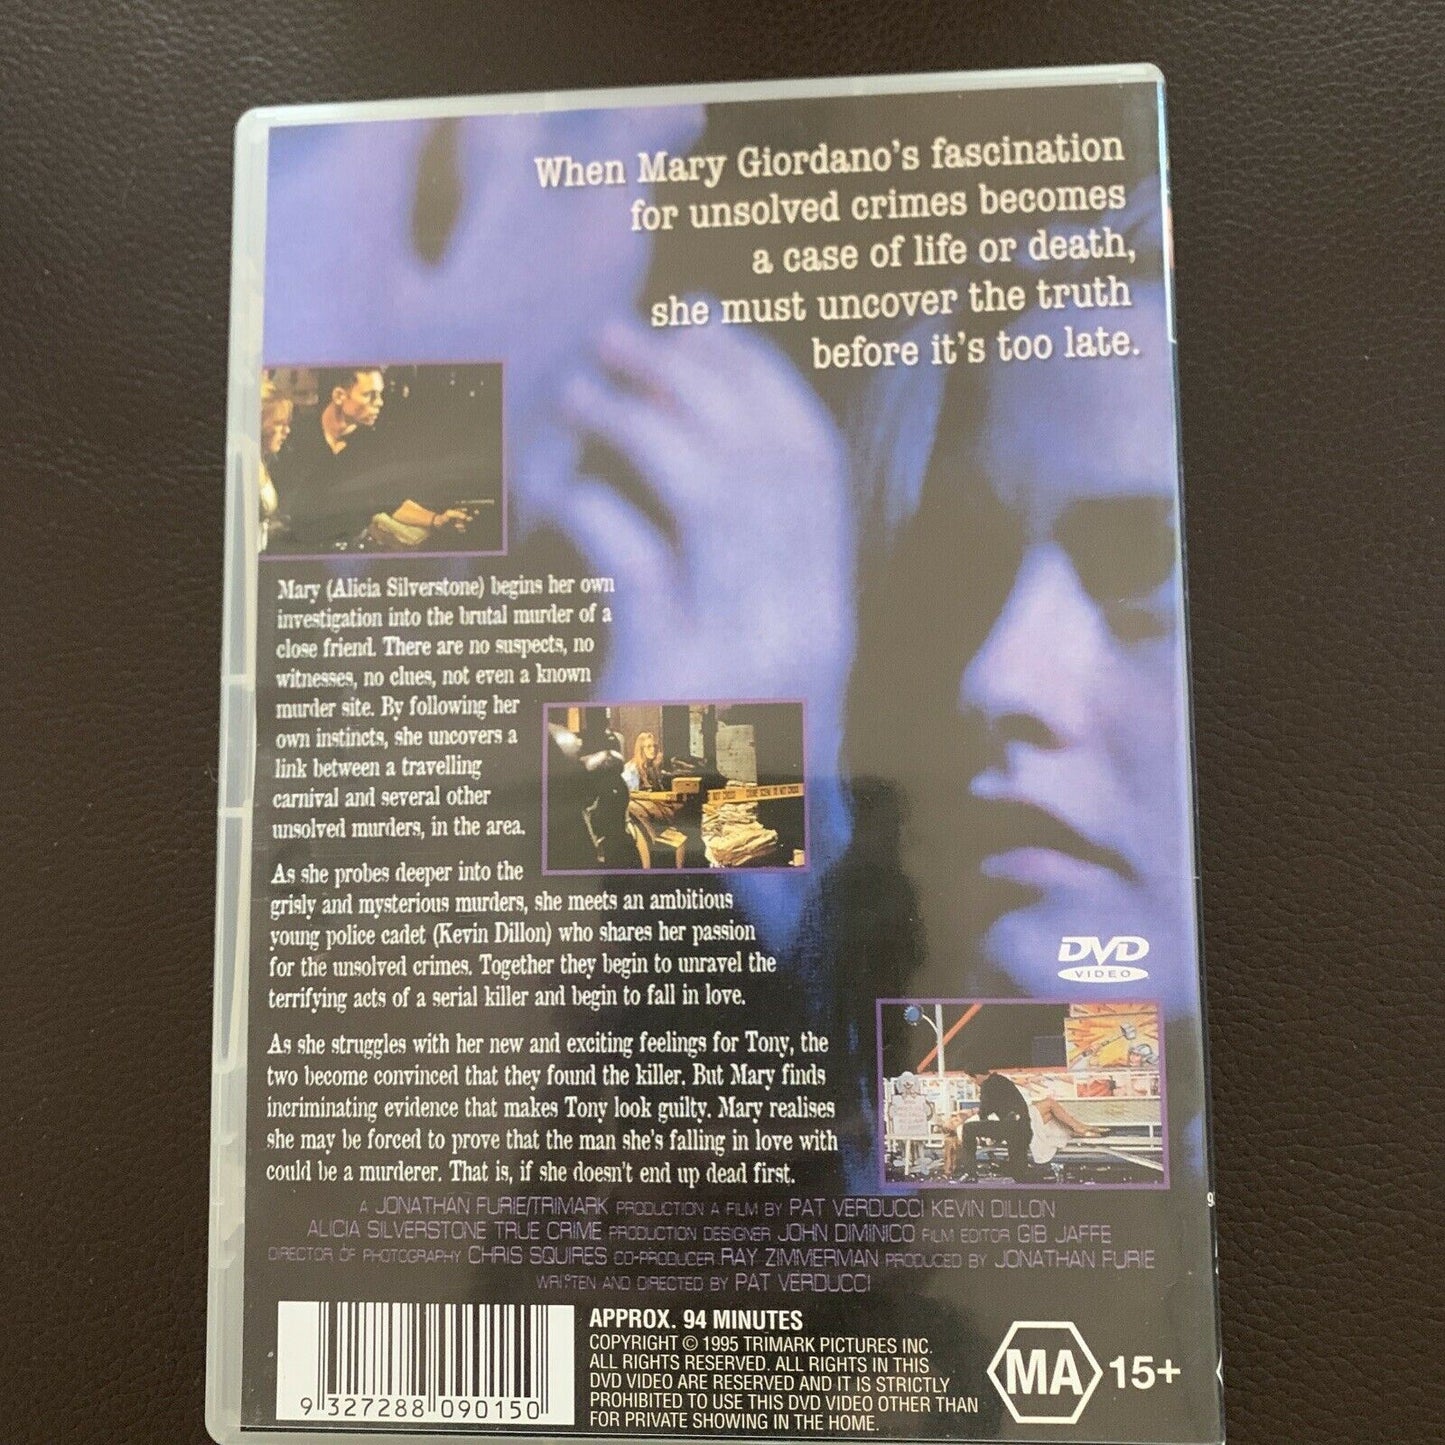 When Mary Giordano's fascination
for unsolved crimes becomes
a case of life or death,
she must uncover the truth
before it's too late.
Mary (Alicia Silverstone) begins her own
investigation into the brutal murder of a
close friend. There are no suspects, no
witnesses, no clues, not even a known
murder site. By following her
own instincts, she uncovers a
link between a travelling
carnival and several other
unsolved murders, in the area.
As she probes deeper into the
grisly and mysterious murders, she meets an ambitious
young police cadet (Kevin Dillon) who shares her passion
for the unsolved crimes. Together they begin to unravel the
terrifying acts of a serial killer and begin to fall in love.
DVD
VIDEO
As she struggles with her new and exciting feelings for Tony, the
two become convinced that they found the killer. But Mary finds
incriminating evidence that makes Tony look guilty. Mary realises
she may be forced to prove that the man she's falling in love with
could be a murderer. That is, if she doesn't end up dead first.
A JONATHAN FURIE/TRIMARK PRODUCTION A FILM BY PAT VERDUCCI KEVIN DILLON
ALICIA SILVERSTONE TRUE CRIME PRODUCTION DESIGNER JOHN DIMINICO FILM EDITOR GIB JAFFE
DIRECTOR OF PHOTOGRAPHY CHRIS SQUIRES CO-PRODUCER RAY ZIMMERMAN PRODUCED BY JONATHAN FURIE
WRITTEN AND DIRECTED BY PAT VERDUCCI
9 327288 090150
APPROX. 94 MINUTES
COPYRIGHT © 1995 TRIMARK PICTURES INC.
ALL RIGHTS RESERVED. ALL RIGHTS IN THIS
DVD VIDEO ARE RESERVED AND IT IS STRICTLY
PROHIBITED TO USE THIS DVD VIDEO OTHER THAN
FOR PRIVATE SHOWING IN THE HOME.
MA 15+